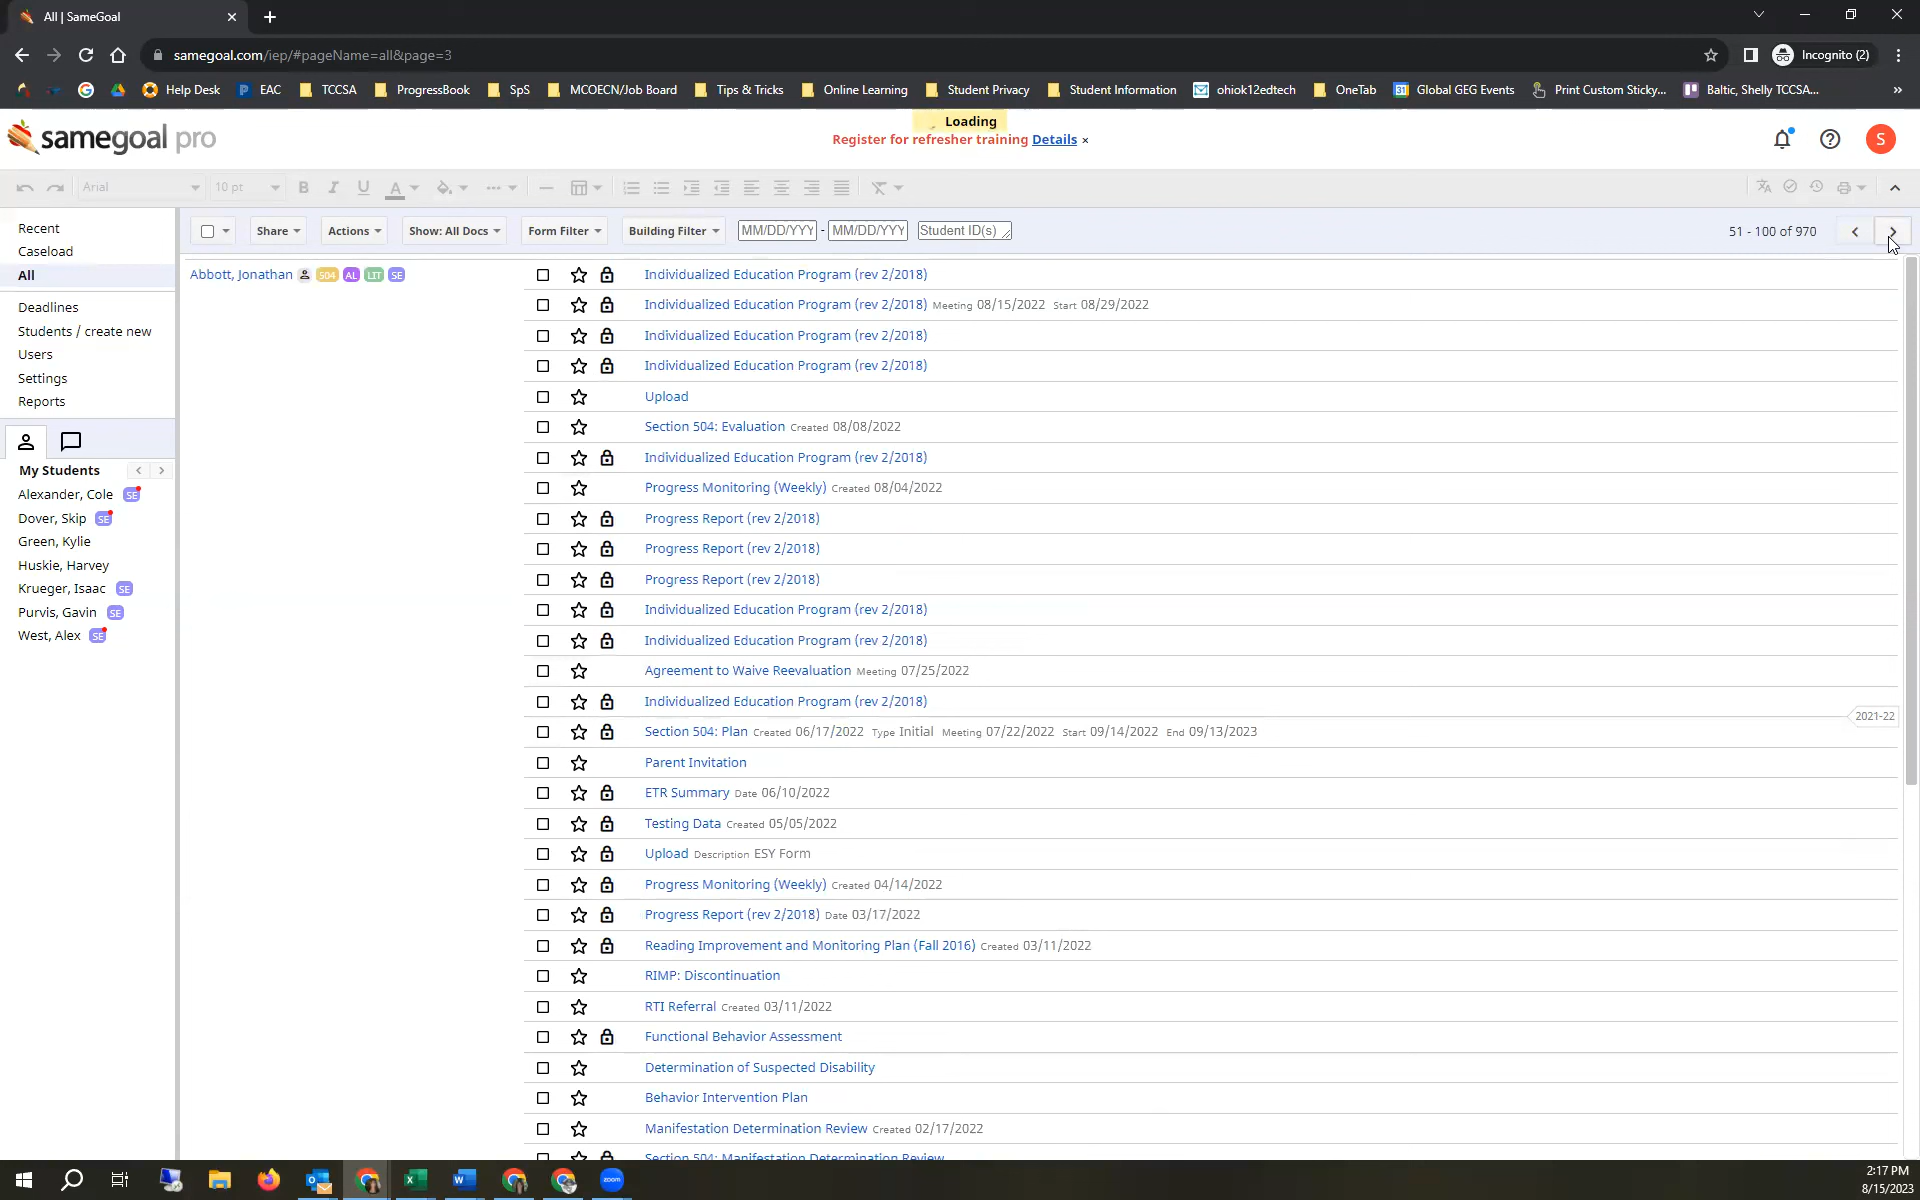 All | SameGoal
samegoal.com/iep/#pageName=all&page=3
Incognito (2)
Help Desk EAC TCCSA ProgressBook SpS MCOECN/Job Board Tips & Tricks Online Learning Student Privacy Student Information ohiok12edtech OneTab Global GEG Events Print Custom Sticky... Baltic, Shelly TCCSA... »
samegoal pro
Loading
Register for refresher training Details ×
S
Arial 10 pt B I U A
Recent
Caseload
All
Deadlines
Students / create new
Users
Settings
Reports
My Students
Alexander, Cole SE
Dover, Skip SE
Green, Kylie
Huskie, Harvey
Krueger, Isaac SE
Purvis, Gavin SE
West, Alex SE
Share Actions Show: All Docs Form Filter Building Filter MM/DD/YYY - MM/DD/YYY Student ID(s) 51 - 100 of 970
Abbott, Jonathan 504 AL LIT SE
Individualized Education Program (rev 2/2018)
Individualized Education Program (rev 2/2018) Meeting 08/15/2022 Start 08/29/2022
Individualized Education Program (rev 2/2018)
Individualized Education Program (rev 2/2018)
Upload
Section 504: Evaluation Created 08/08/2022
Individualized Education Program (rev 2/2018)
Progress Monitoring (Weekly) Created 08/04/2022
Progress Report (rev 2/2018)
Progress Report (rev 2/2018)
Progress Report (rev 2/2018)
Individualized Education Program (rev 2/2018)
Individualized Education Program (rev 2/2018)
Agreement to Waive Reevaluation Meeting 07/25/2022
Individualized Education Program (rev 2/2018)
2021-22
Section 504: Plan Created 06/17/2022 Type Initial Meeting 07/22/2022 Start 09/14/2022 End 09/13/2023
Parent Invitation
ETR Summary Date 06/10/2022
Testing Data Created 05/05/2022
Upload Description ESY Form
Progress Monitoring (Weekly) Created 04/14/2022
Progress Report (rev 2/2018) Date 03/17/2022
Reading Improvement and Monitoring Plan (Fall 2016) Created 03/11/2022
RIMP: Discontinuation
RTI Referral Created 03/11/2022
Functional Behavior Assessment
Determination of Suspected Disability
Behavior Intervention Plan
Manifestation Determination Review Created 02/17/2022
Section 504: Manifestation Determination Review
zoom
2:17 PM
8/15/2023